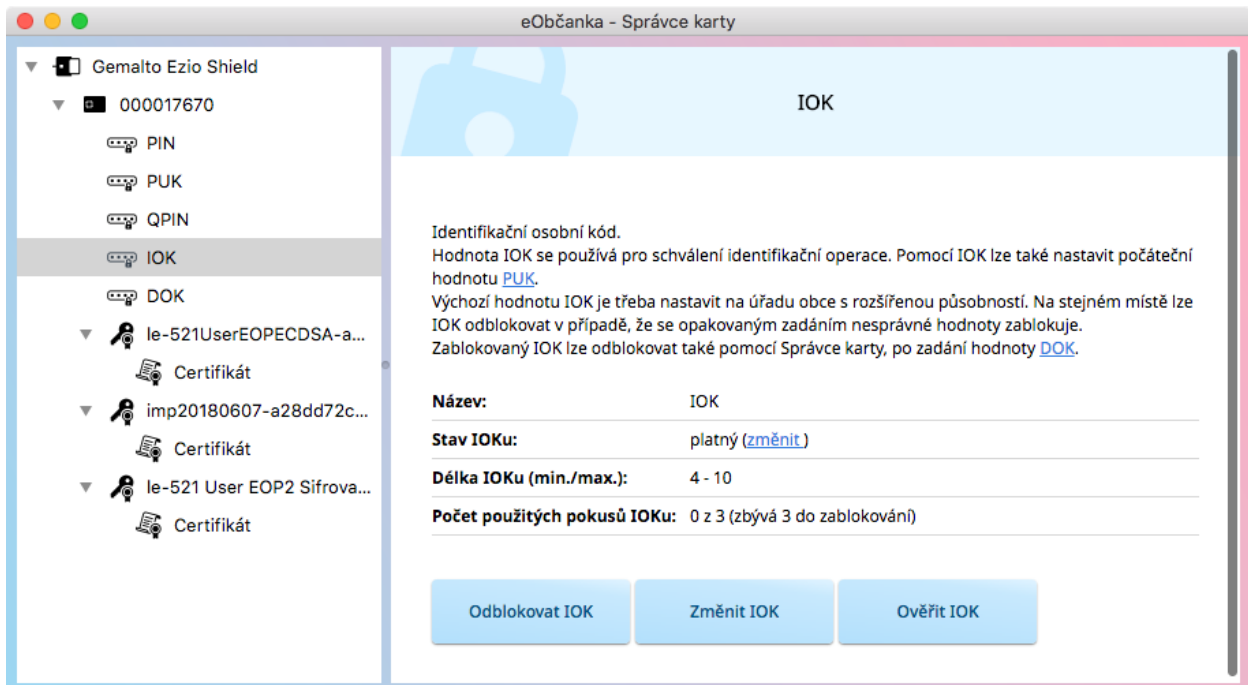 eObčanka - Správce karty
Gemalto Ezio Shield
000017670
PIN
PUK
QPIN
IOK
DOK
le-521UserEOPECDSA-a...
Certifikát
imp20180607-a28dd72c...
Certifikát
le-521 User EOP2 Sifrova...
Certifikát
IOK
Identifikační osobní kód.
Hodnota IOK se používá pro schválení identifikační operace. Pomocí IOK lze také nastavit počáteční
hodnotu PUK.
Výchozí hodnotu IOK je třeba nastavit na úřadu obce s rozšířenou působností. Na stejném místě lze
IOK odblokovat v případě, že se opakovaným zadáním nesprávné hodnoty zablokuje.
Zablokovaný IOK lze odblokovat také pomocí Správce karty, po zadání hodnoty DOK.
Název: IOK
Stav IOKu: platný (změnit )
Délka IOKu (min./max.): 4 - 10
Počet použitých pokusů IOKu: 0 z 3 (zbývá 3 do zablokování)
Odblokovat IOK Změnit IOK Ověřit IOK